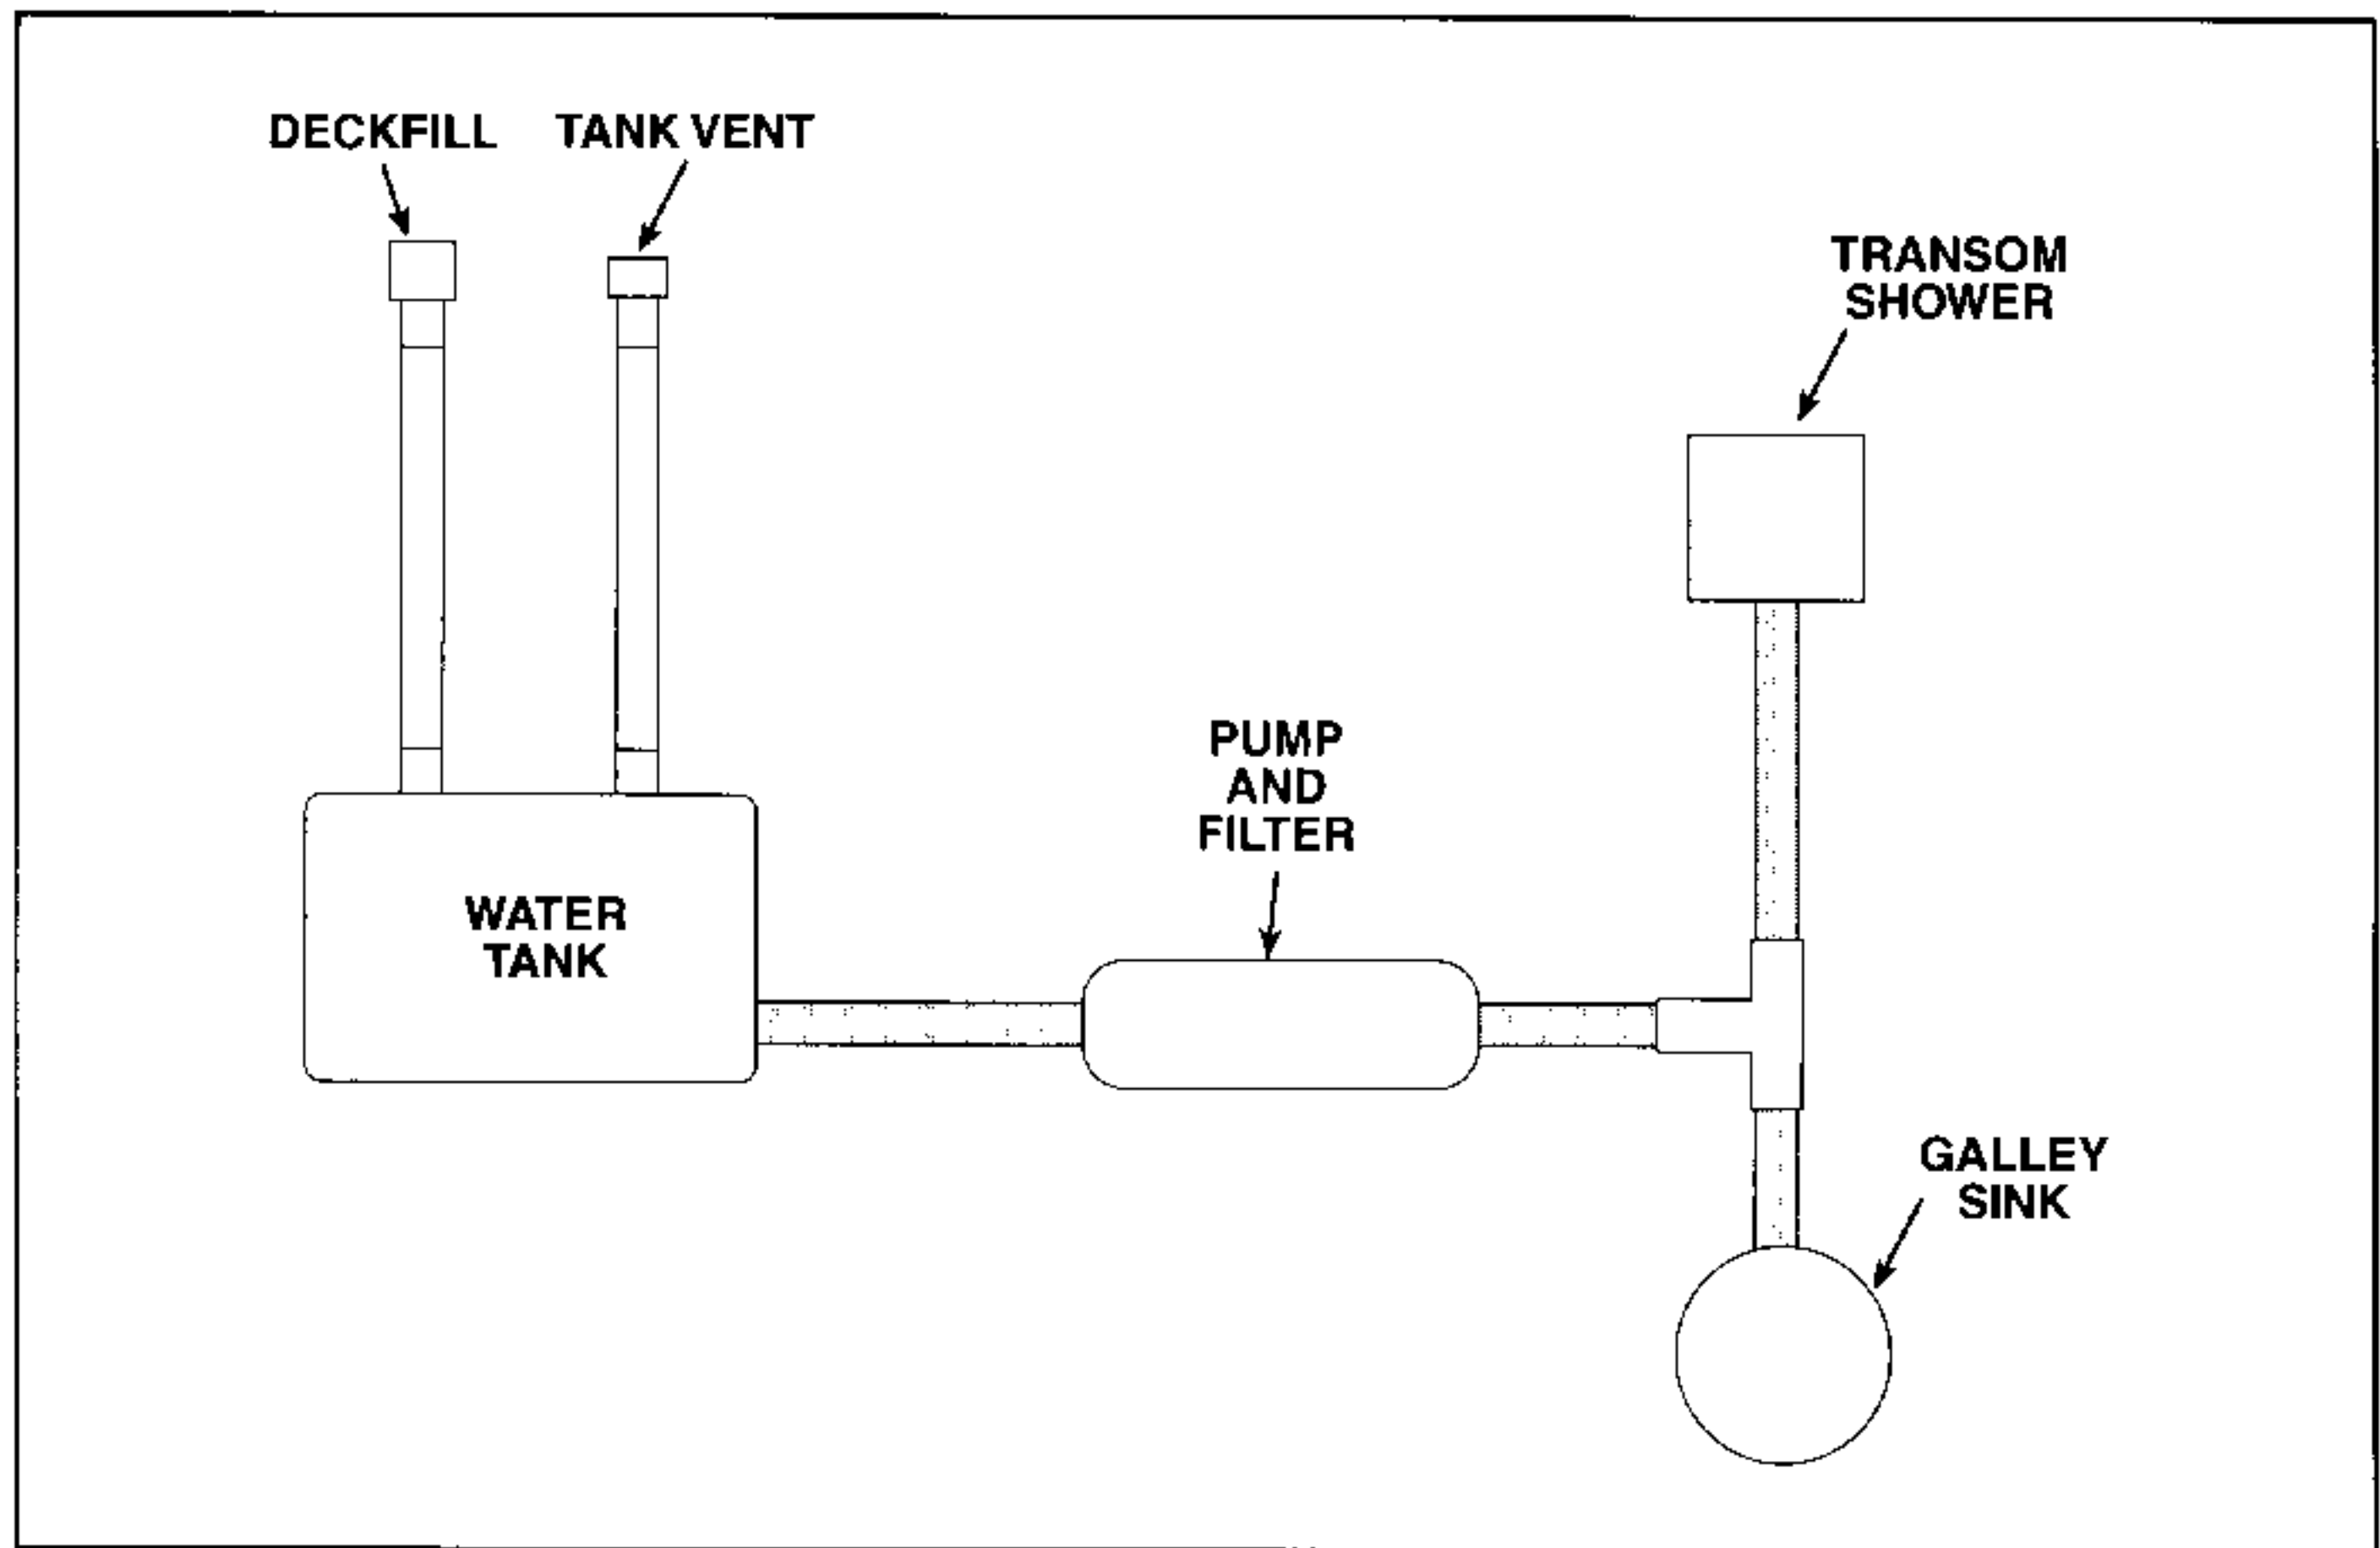 DECKFILL
TANK VENT
TRANSOM
SHOWER
PUMP
AND
FILTER
WATER
TANK
GALLEY
SINK